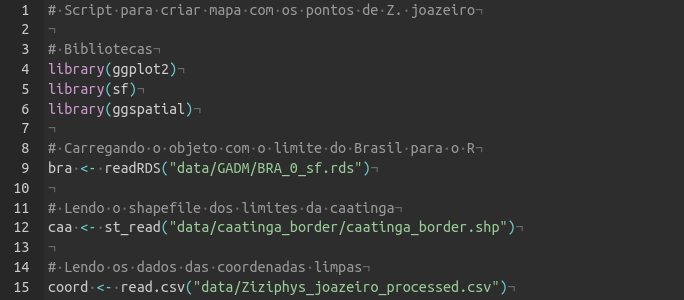 1 # Script para criar mapa com os pontos de Z. joazeiro
2
3 # Bibliotecas
4 library(ggplot2)
5 library(sf)
6 library(ggspatial)
7
8 # Carregando o objeto com o limite do Brasil para o R
9 bra <- readRDS("data/GADM/BRA_0_sf.rds")
10
11 # Lendo o shapefile dos limites da caatinga
12 caa <- st_read("data/caatinga_border/caatinga_border.shp")
13
14 # Lendo os dados das coordenadas limpas
15 coord <- read.csv("data/Ziziphys_joazeiro_processed.csv")